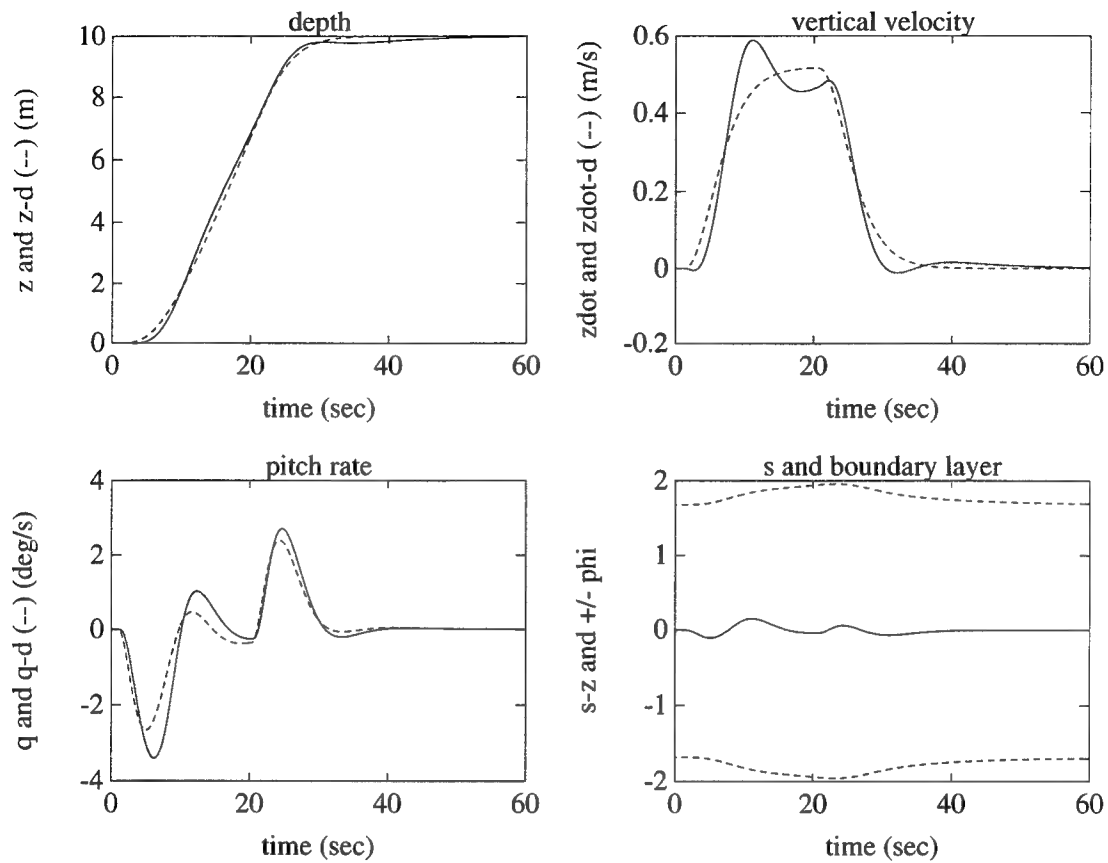 depth
z and z-d (--) (m)
10
8
6
4
2
0
0 20 40 60
time (sec)
vertical velocity
zdot and zdot-d (--) (m/s)
0.6
0.4
0.2
0
-0.2
0 20 40 60
time (sec)
pitch rate
q and q-d (--) (deg/s)
4
2
0
-2
-4
0 20 40 60
time (sec)
s and boundary layer
s-z and +/- phi
2
1
0
-1
-2
0 20 40 60
time (sec)